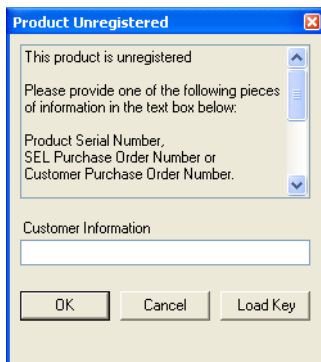 Product Unregistered
This product is unregistered
Please provide one of the following pieces
of information in the text box below:
Product Serial Number,
SEL Purchase Order Number or
Customer Purchase Order Number.
Customer Information
OK
Cancel
Load Key